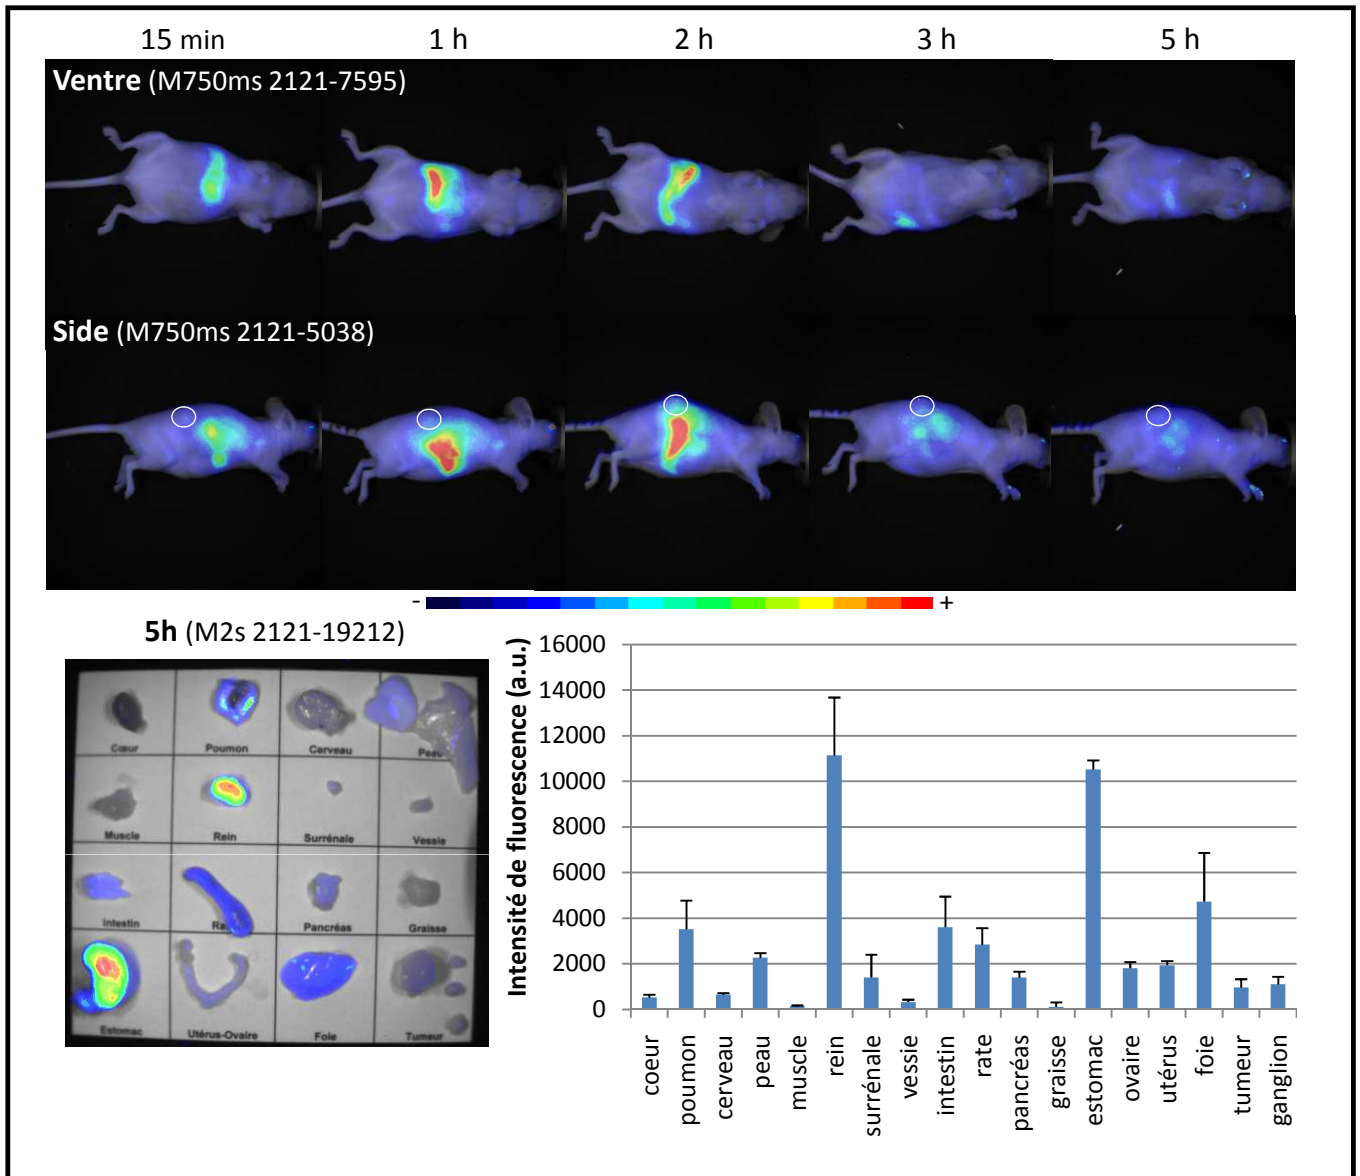 15 min 1 h 2 h 3 h 5 h
Ventre (M750ms 2121-7595)
Side (M750ms 2121-5038)
- +
5h (M2s 2121-19212)
Cœur Poumon Cerveau Peau
Muscle Rein Surrénale Vessie
Intestin Pancréas Graisse
Estomac Utérus-Ovaire Foie Tumeur
Intensité de fluorescence (a.u.)
16000
14000
12000
10000
8000
6000
4000
2000
0
coeur
poumon
cerveau
peau
muscle
rein
surrénale
vessie
intestin
rate
pancréas
graisse
estomac
ovaire
utérus
foie
tumeur
ganglion